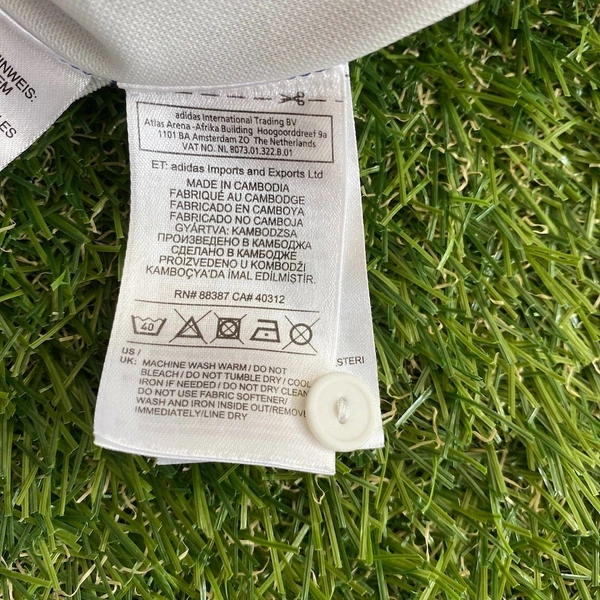 INWEIS:
EM
ES
adidas International Trading BV
Atlas Arena-Afrika Building Hoogoorddreef 9a
1101 BA Amsterdam ZO The Netherlands
VAT NO. NL 8073.01.322.B.01
ET: adidas Imports and Exports Ltd
MADE IN CAMBODIA
FABRIQUÉ AU CAMBODGE
FABRICADO EN CAMBOYA
FABRICADO NO CAMBOJA
GYÁRTVA: KAMBODZSA
ПРОИЗВЕДЕНО В КАМБОДЖА
СДЕЛАНО В КАМБОДЖЕ
PROIZVEDENO U KOMBODŽI
KAMBOÇYA'DA İMAL EDİLMİŞTİR.
RN# 88387 CA# 40312
40
US /
UK: MACHINE WASH WARM / DO NOT
BLEACH / DO NOT TUMBLE DRY / COOL
IRON IF NEEDED / DO NOT DRY CLEAN
DO NOT USE FABRIC SOFTENER/
WASH AND IRON INSIDE OUT/REMOVE
IMMEDIATELY/LINE DRY
ESTERI